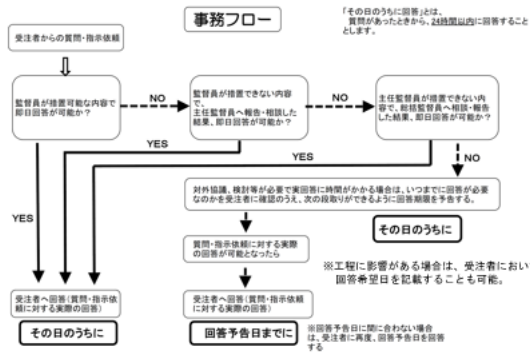 事務フロー
「その日のうちに回答」とは、
質問があったときから、24時間以内に回答すること
とします。
受注者からの質問・指示依頼
監督員が措置可能な内容で
即日回答が可能か？
NO
監督員が措置できない内容
で、
主任監督員へ報告・相談した
結果、即日回答が可能か？
NO
主任監督員が措置できない内
容で、総括監督員へ相談・報告
した結果、即日回答が可能か？
YES
YES
NO
YES
対外協議、検討等が必要で実回答に時間がかかる場合は、いつまでに回答が必要
なのかを受注者に確認のうえ、次の段取りができるように回答期限を予告する。
その日のうちに
質問・指示依頼に対する実際
の回答が可能となったら
※工程に影響がある場合は、受注者におい
回答希望日を記載することも可能。
受注者へ回答（質問・指示依
頼に対する実際の回答）
その日のうちに
受注者へ回答（質問・指示依頼
に対する実際の回答）
回答予告日までに
※回答予告日に間に合わない場合
は、受注者に再度、回答予告日を回答
する